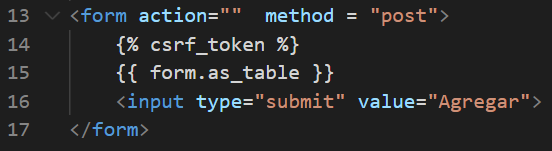 13 <form action=""  method = "post">
14     {% csrf_token %}
15     {{ form.as_table }}
16     <input type="submit" value="Agregar">
17 </form>